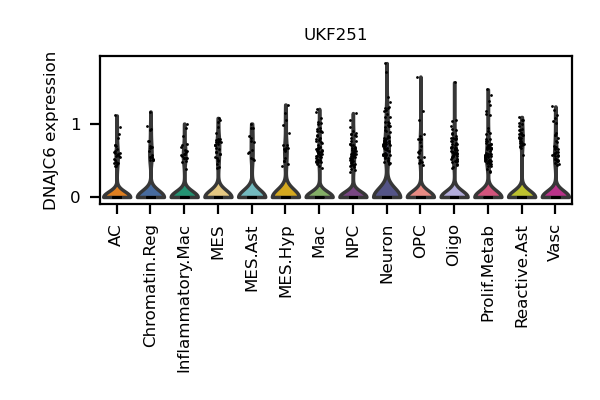 UKF251
DNAJC6 expression
1
0
AC
Chromatin.Reg
Inflammatory.Mac
MES
MES.Ast
MES.Hyp
Mac
NPC
Neuron
OPC
Oligo
Prolif.Metab
Reactive.Ast
Vasc